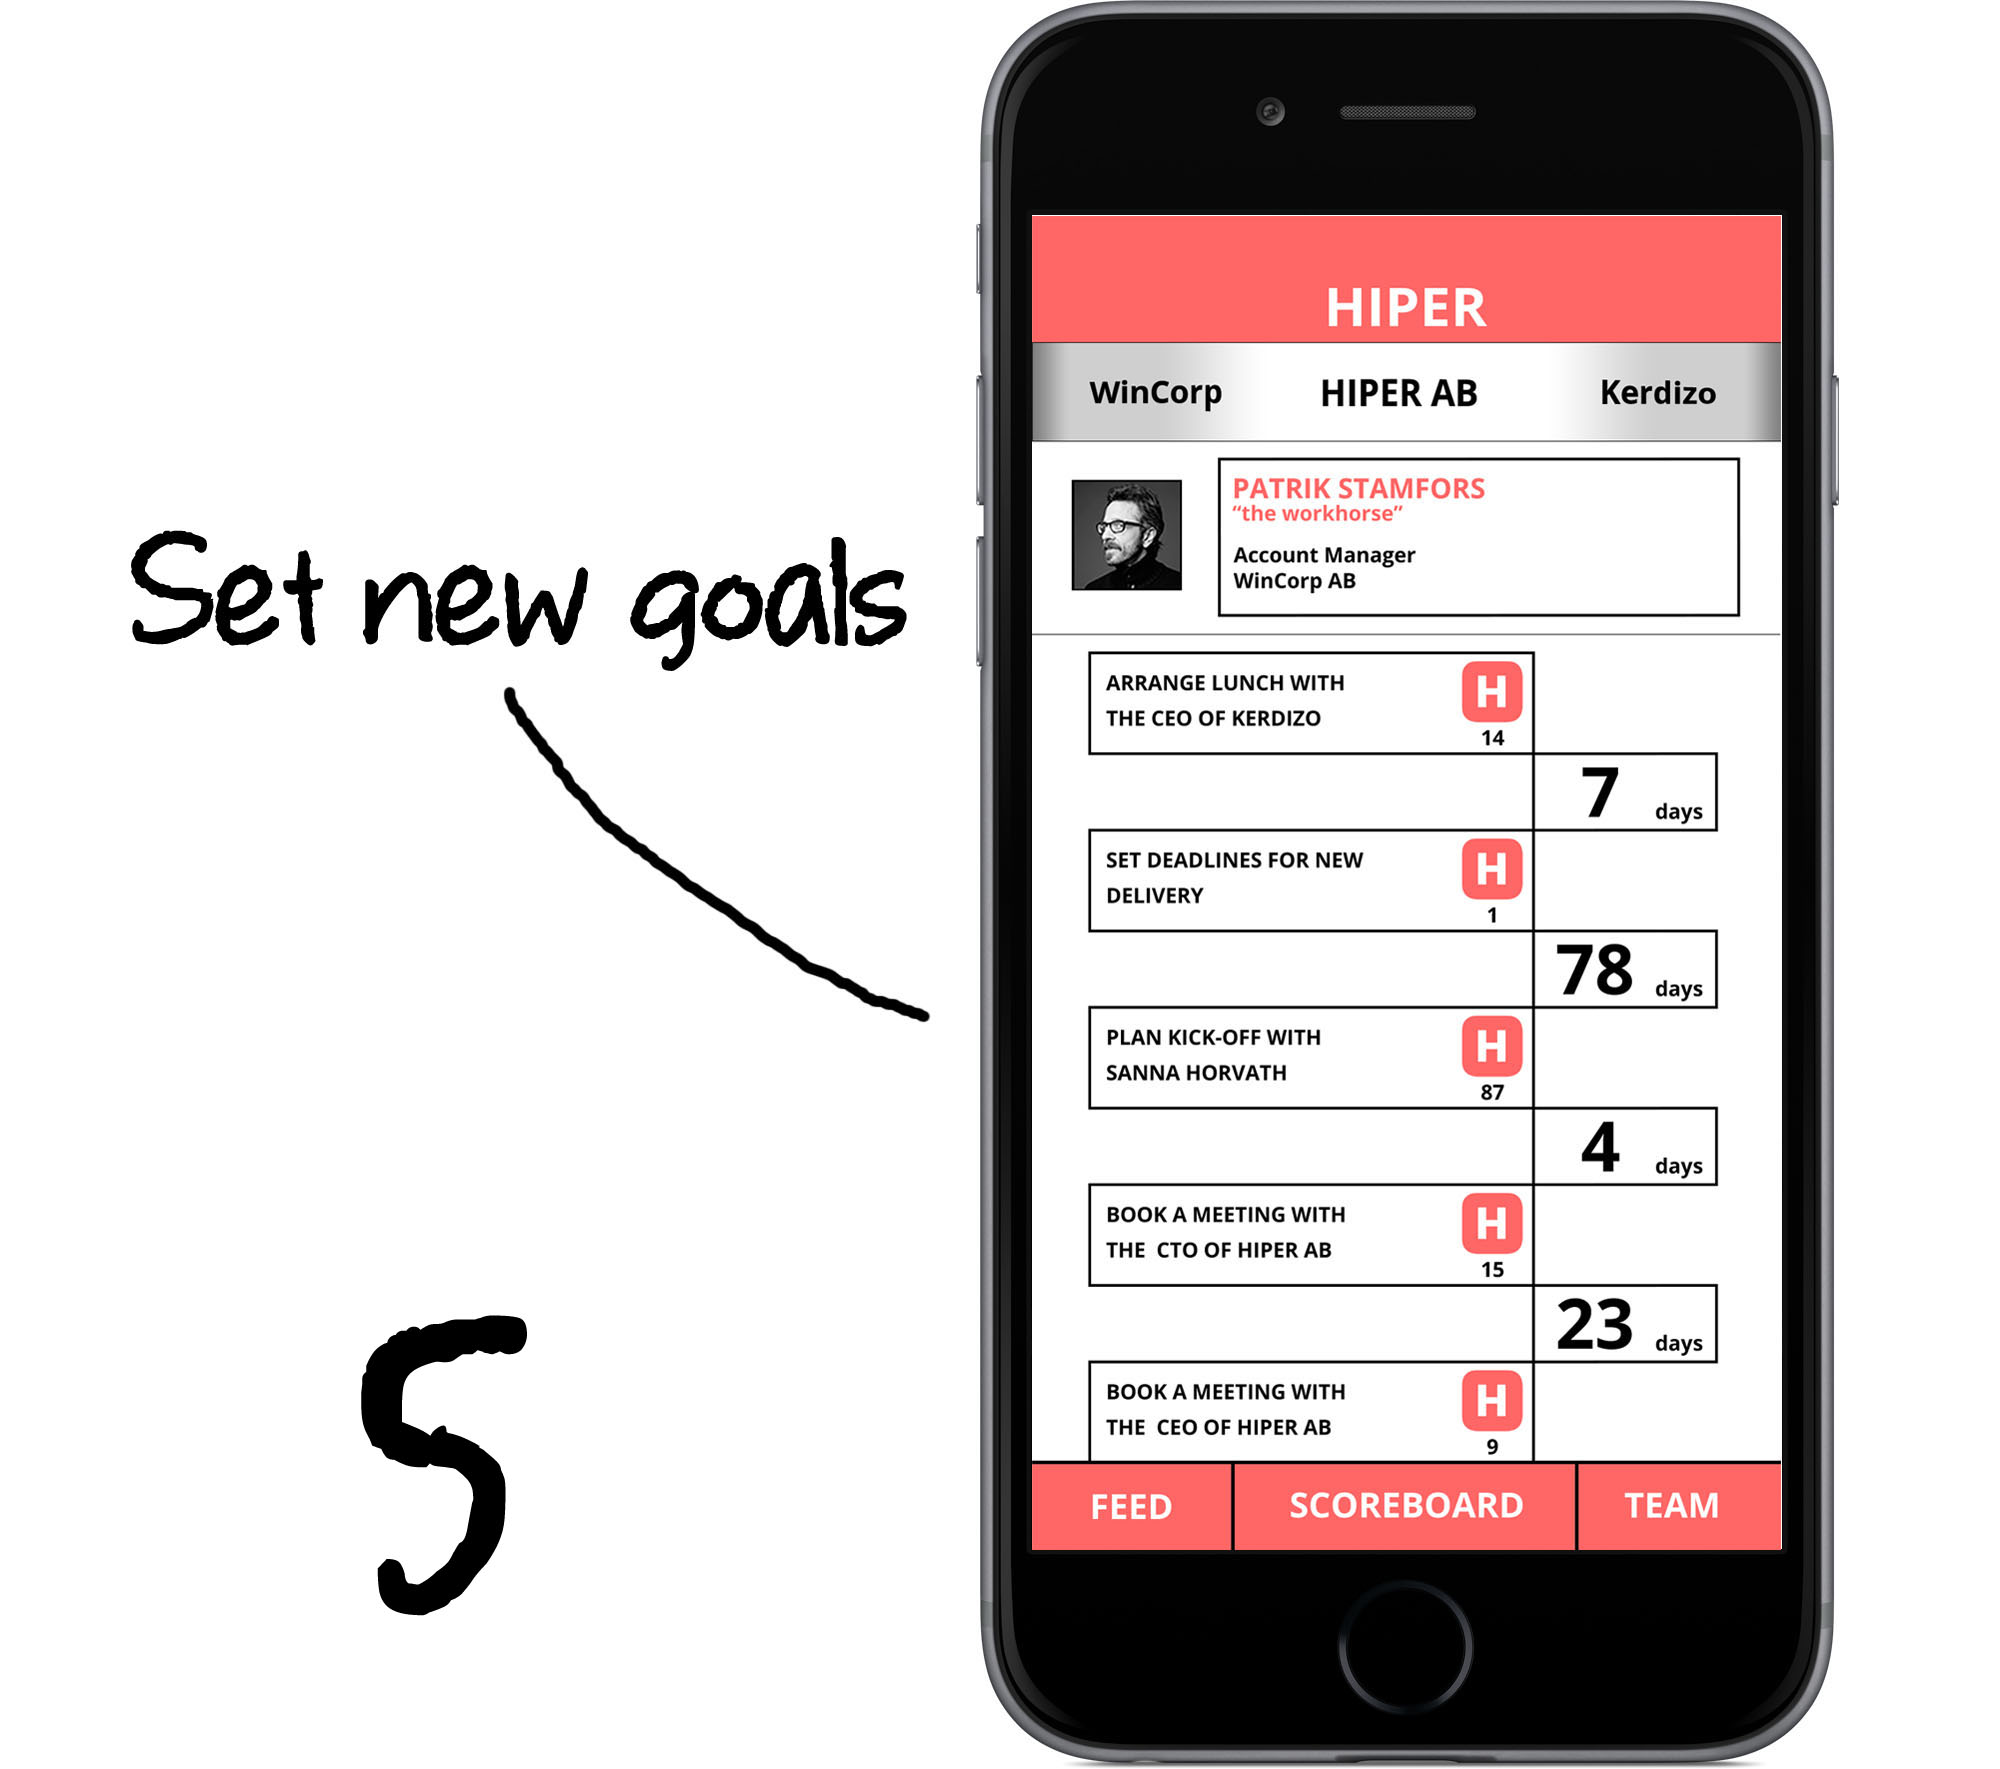 Set new goals
5
HIPER
WinCorp HIPER AB Kerdizo
PATRIK STAMFORS
“the workhorse”
Account Manager
WinCorp AB
ARRANGE LUNCH WITH
THE CEO OF KERDIZO
H
14
7 days
SET DEADLINES FOR NEW
DELIVERY
H
1
78 days
PLAN KICK-OFF WITH
SANNA HORVATH
H
87
4 days
BOOK A MEETING WITH
THE CTO OF HIPER AB
H
15
23 days
BOOK A MEETING WITH
THE CEO OF HIPER AB
H
9
FEED SCOREBOARD TEAM